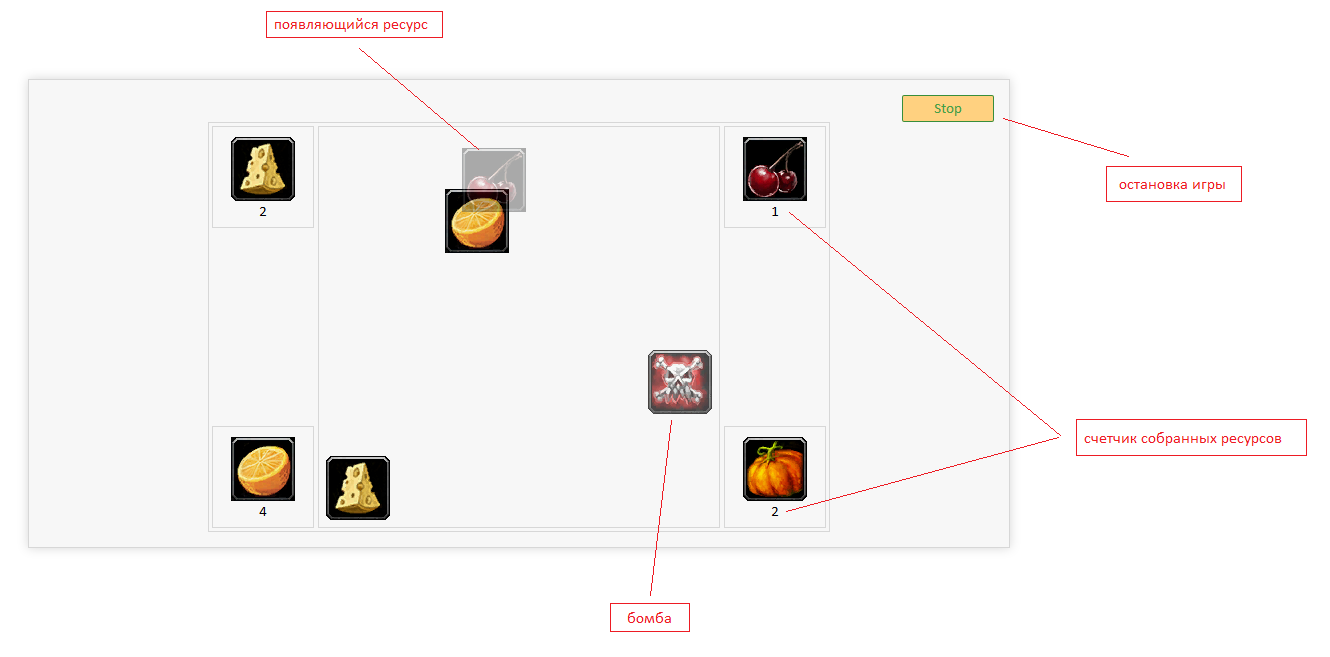 появляющийся ресурс
Stop
остановка игры
2
1
счетчик собранных ресурсов
4
2
бомба